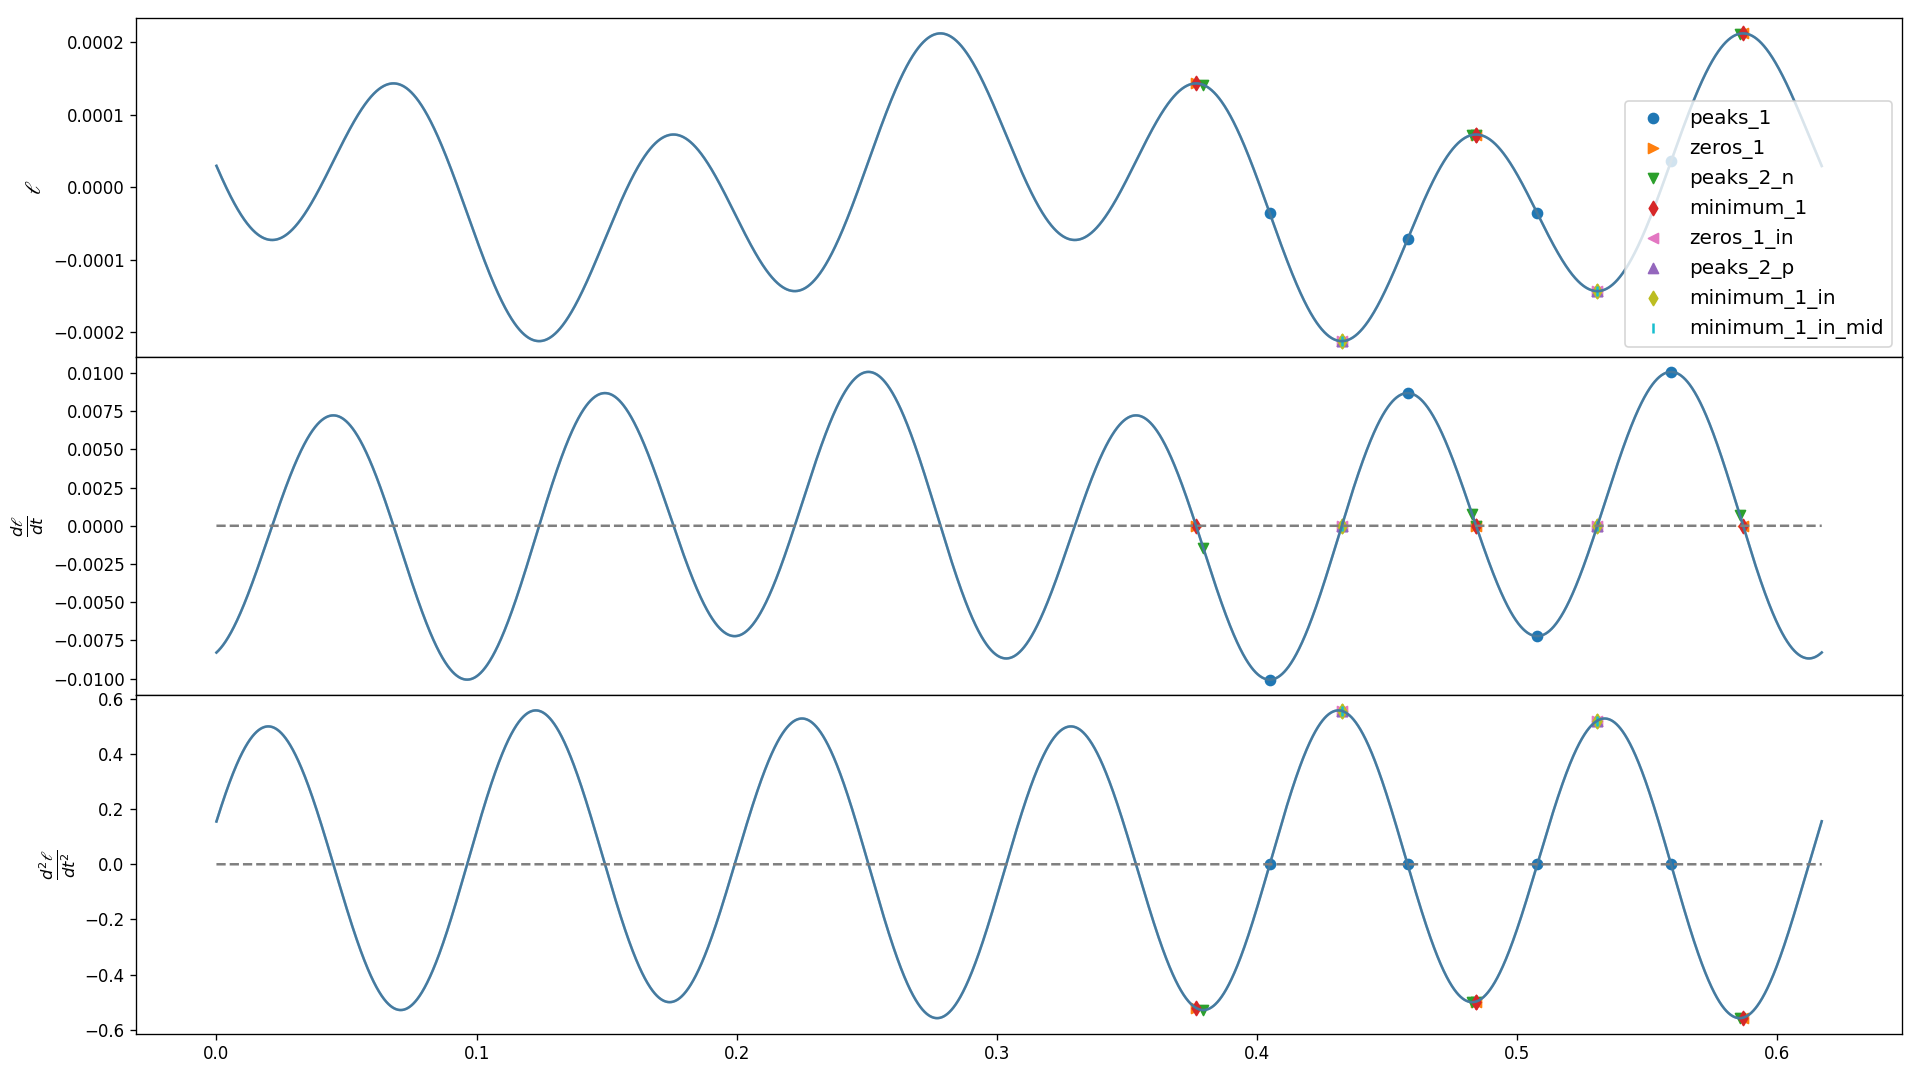 0.0002
0.0001
0.0000
−0.0001
−0.0002
ℓ
peaks_1
zeros_1
peaks_2_n
minimum_1
zeros_1_in
peaks_2_p
minimum_1_in
minimum_1_in_mid
0.0100
0.0075
0.0050
0.0025
0.0000
−0.0025
−0.0050
−0.0075
−0.0100
dℓ
dt
0.6
0.4
0.2
0.0
−0.2
−0.4
−0.6
d²ℓ
dt²
0.0 0.1 0.2 0.3 0.4 0.5 0.6